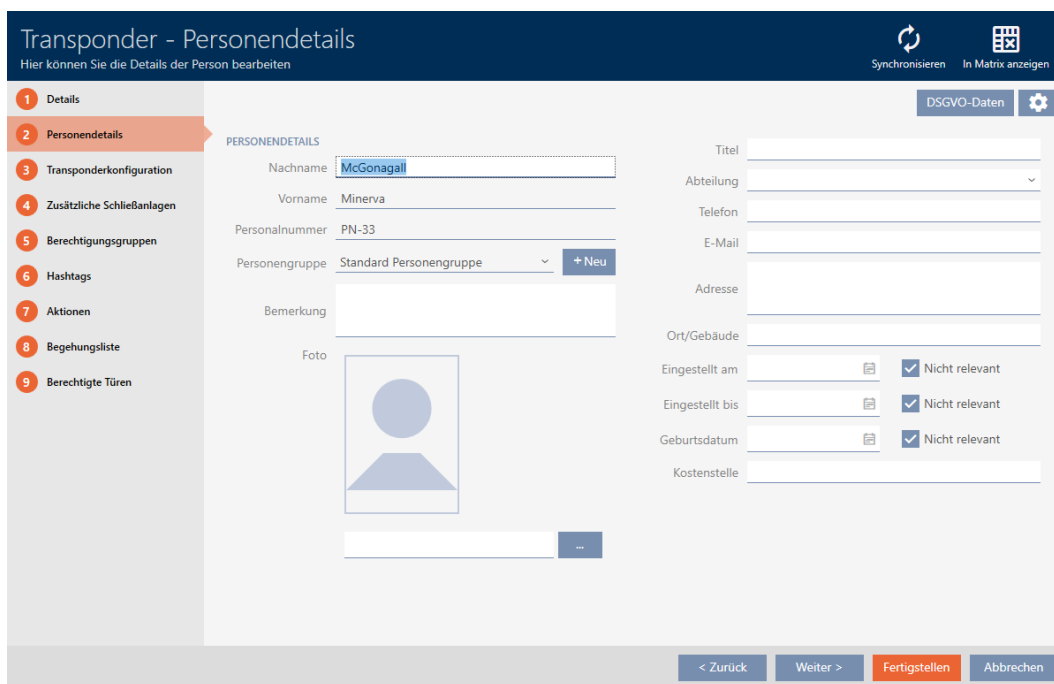 Transponder - Personendetails
Hier können Sie die Details der Person bearbeiten
Synchronisieren
In Matrix anzeigen
1 Details
2 Personendetails
3 Transponderkonfiguration
4 Zusätzliche Schließanlagen
5 Berechtigungsgruppen
6 Hashtags
7 Aktionen
8 Begehungsliste
9 Berechtigte Türen
DSGVO-Daten
PERSONENDETAILS
Nachname McGonagall
Vorname Minerva
Personalnummer PN-33
Personengruppe Standard Personengruppe + Neu
Bemerkung
Foto
...
Titel
Abteilung
Telefon
E-Mail
Adresse
Ort/Gebäude
Eingestellt am Nicht relevant
Eingestellt bis Nicht relevant
Geburtsdatum Nicht relevant
Kostenstelle
< Zurück Weiter > Fertigstellen Abbrechen